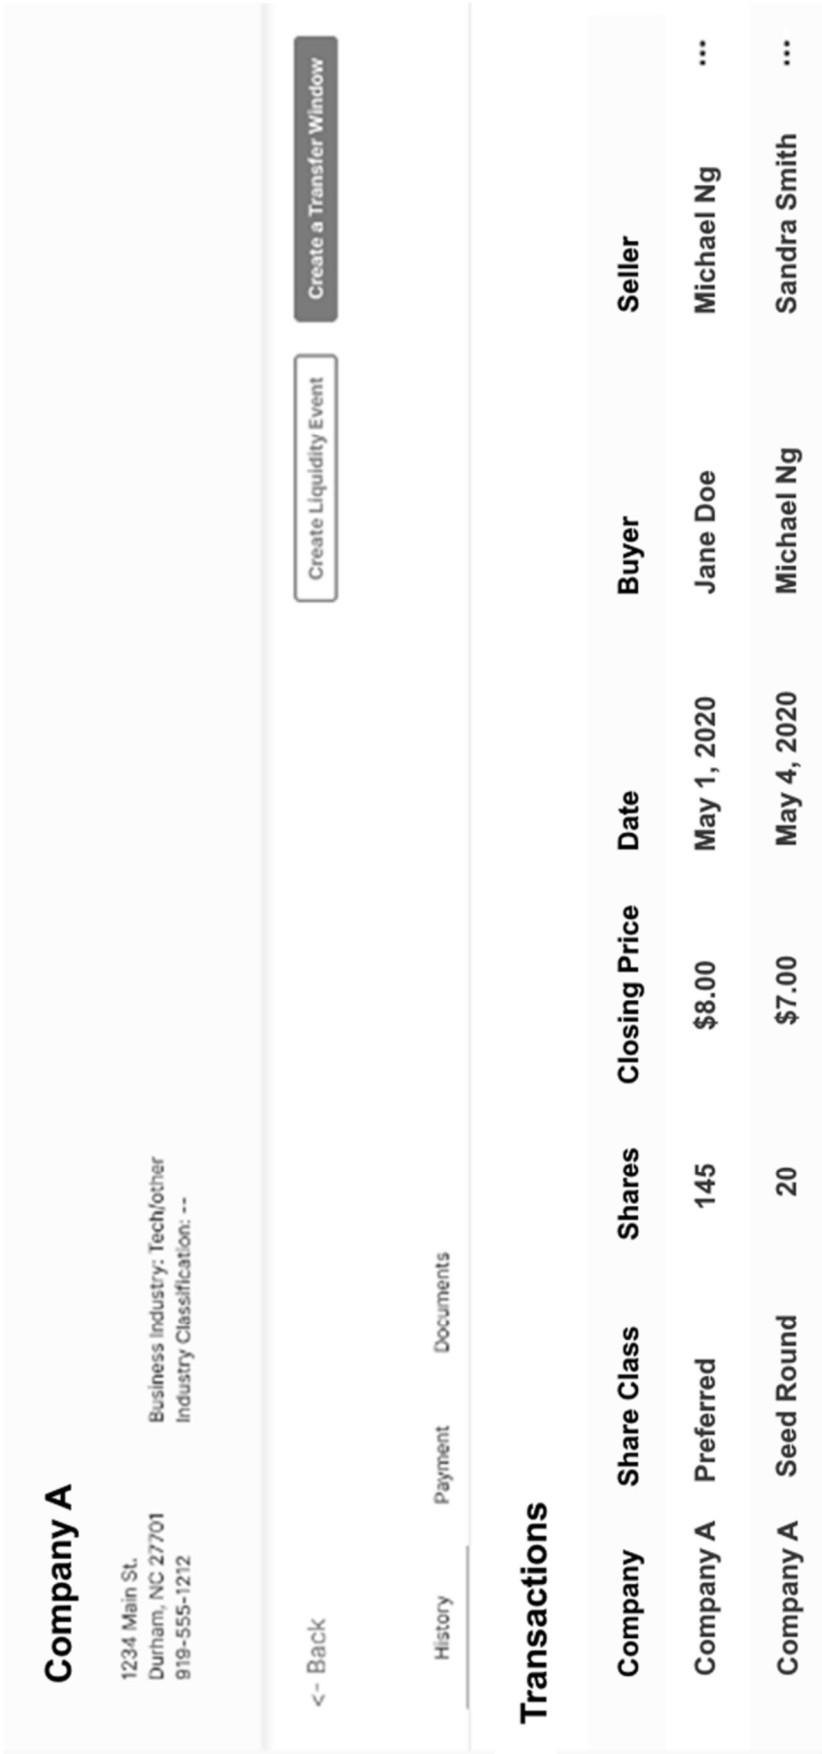 Company A
1234 Main St.
Durham, NC 27701 Business Industry: Tech/other
919-555-1212 Industry Classification: --
<- Back Create Liquidity Event Create a Transfer Window
History Payment Documents
Transactions
Company Share Class Shares Closing Price Date Buyer Seller
Company A Preferred 145 $8.00 May 1, 2020 Jane Doe Michael Ng ...
Company A Seed Round 20 $7.00 May 4, 2020 Michael Ng Sandra Smith ...